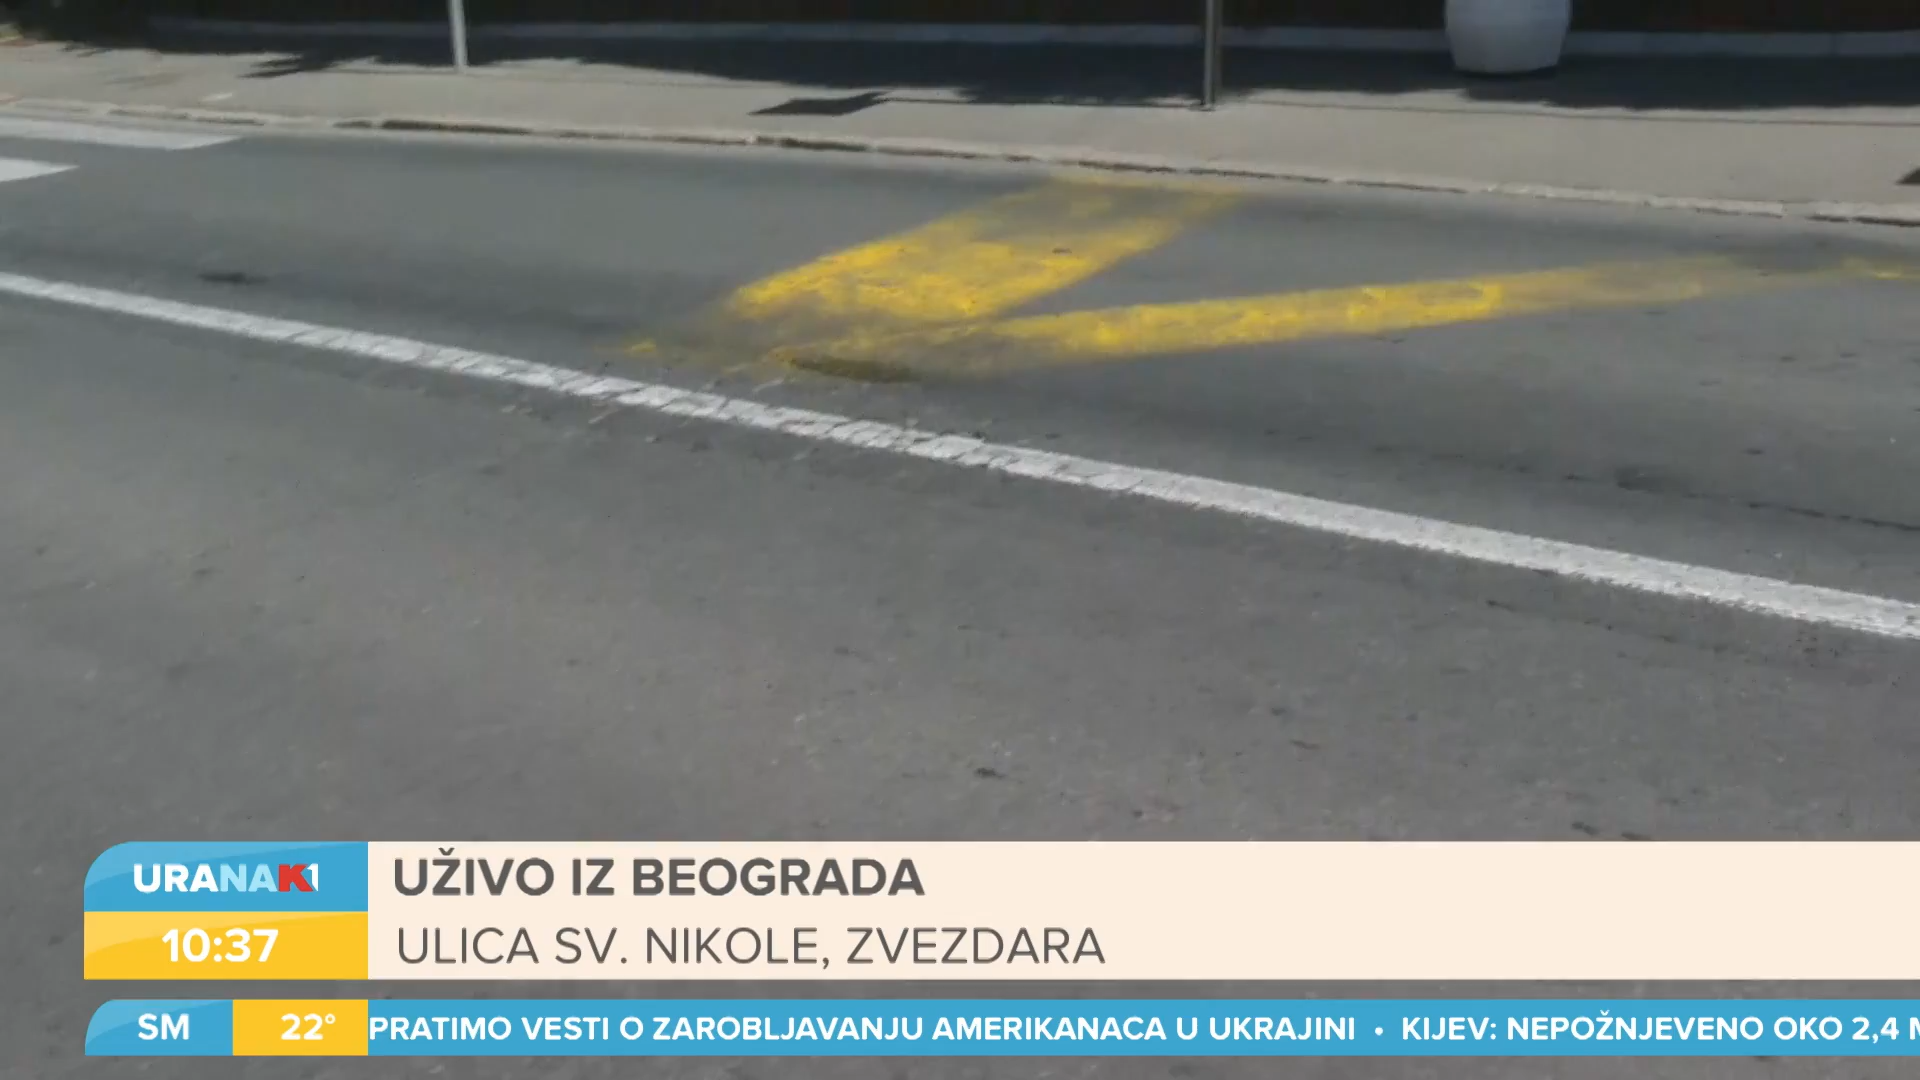 URANAK1
UŽIVO IZ BEOGRADA
10:37
ULICA SV. NIKOLE, ZVEZDARA
SM 22° PRATIMO VESTI O ZAROBLJAVANJU AMERIKANACA U UKRAJINI • KIJEV: NEPOŽNJEVENO OKO 2,4